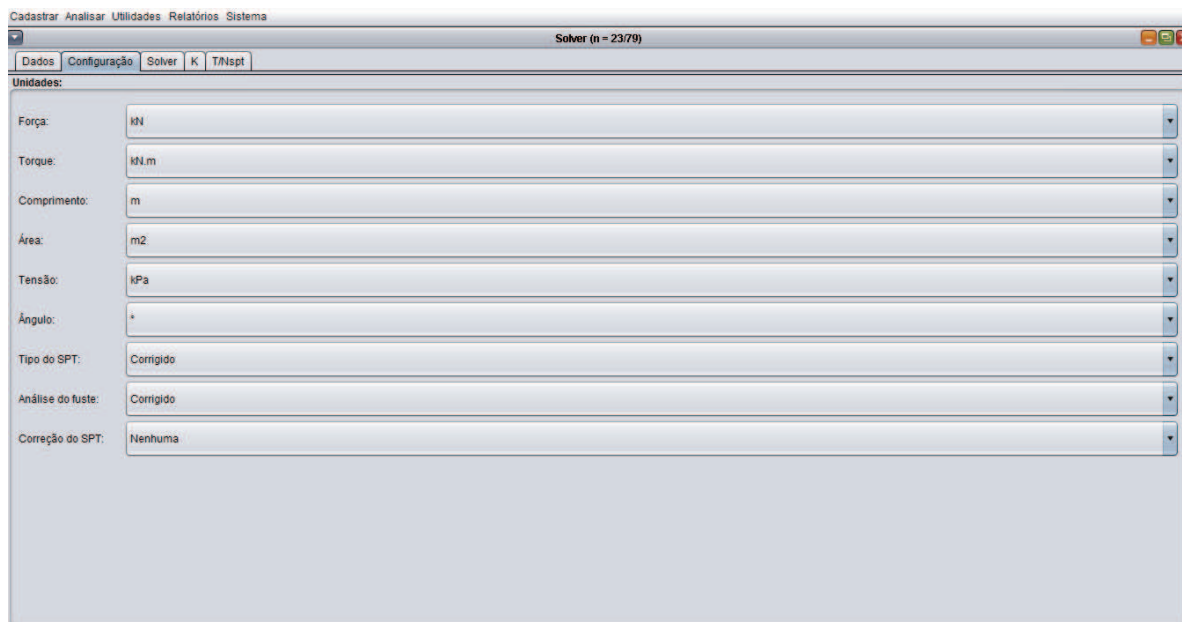 Cadastrar Analisar Utilidades Relatórios Sistema
Solver (n = 23/79)
Dados Configuração Solver K T/Nspt
Unidades:
Força: kN
Torque: kN.m
Comprimento: m
Área: m2
Tensão: kPa
Ângulo: °
Tipo do SPT: Corrigido
Análise do fuste: Corrigido
Correção do SPT: Nenhuma